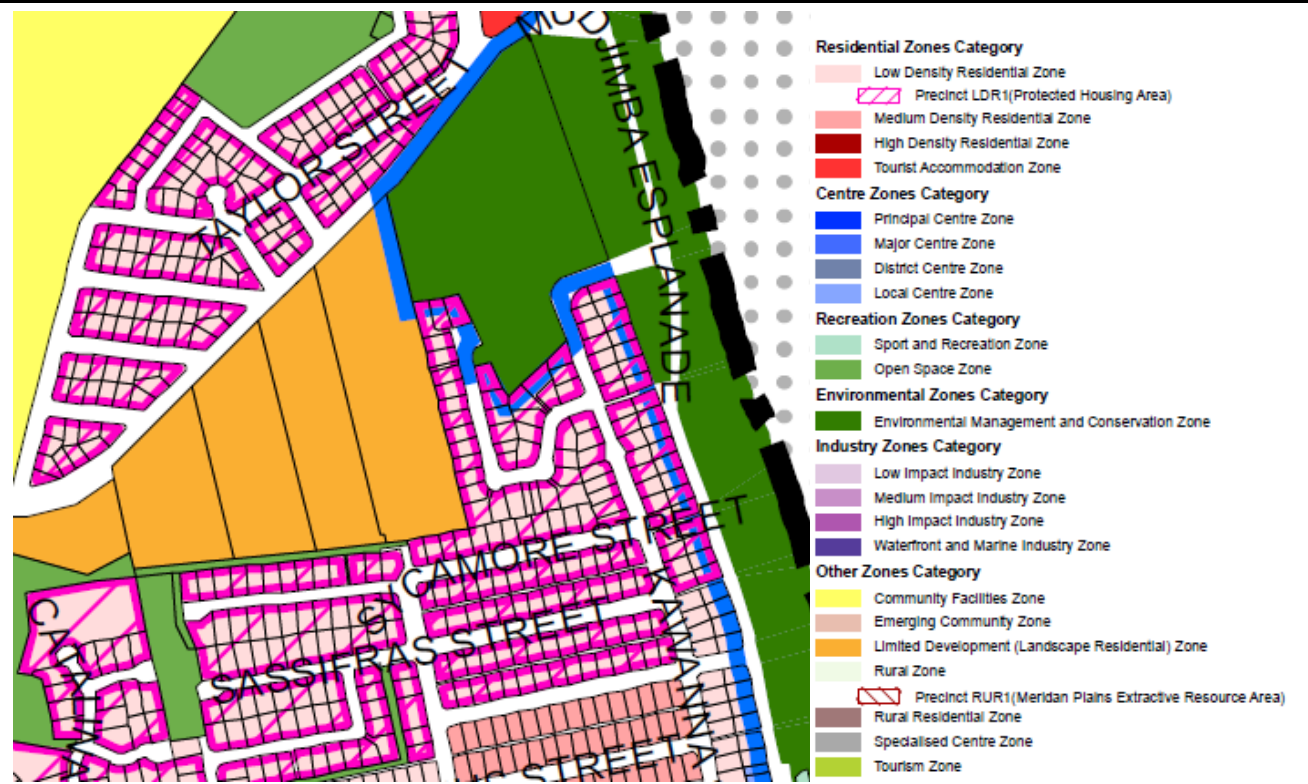 MUDJIMBA ESPLANADE
TAYLOR STREET
SYCAMORE STREET
SASSIFRAS STREET
KAWANNA
CATALINA
STREET
Residential Zones Category
Low Density Residential Zone
Precinct LDR1(Protected Housing Area)
Medium Density Residential Zone
High Density Residential Zone
Tourist Accommodation Zone
Centre Zones Category
Principal Centre Zone
Major Centre Zone
District Centre Zone
Local Centre Zone
Recreation Zones Category
Sport and Recreation Zone
Open Space Zone
Environmental Zones Category
Environmental Management and Conservation Zone
Industry Zones Category
Low Impact Industry Zone
Medium Impact Industry Zone
High Impact Industry Zone
Waterfront and Marine Industry Zone
Other Zones Category
Community Facilities Zone
Emerging Community Zone
Limited Development (Landscape Residential) Zone
Rural Zone
Precinct RUR1(Meridan Plains Extractive Resource Area)
Rural Residential Zone
Specialised Centre Zone
Tourism Zone